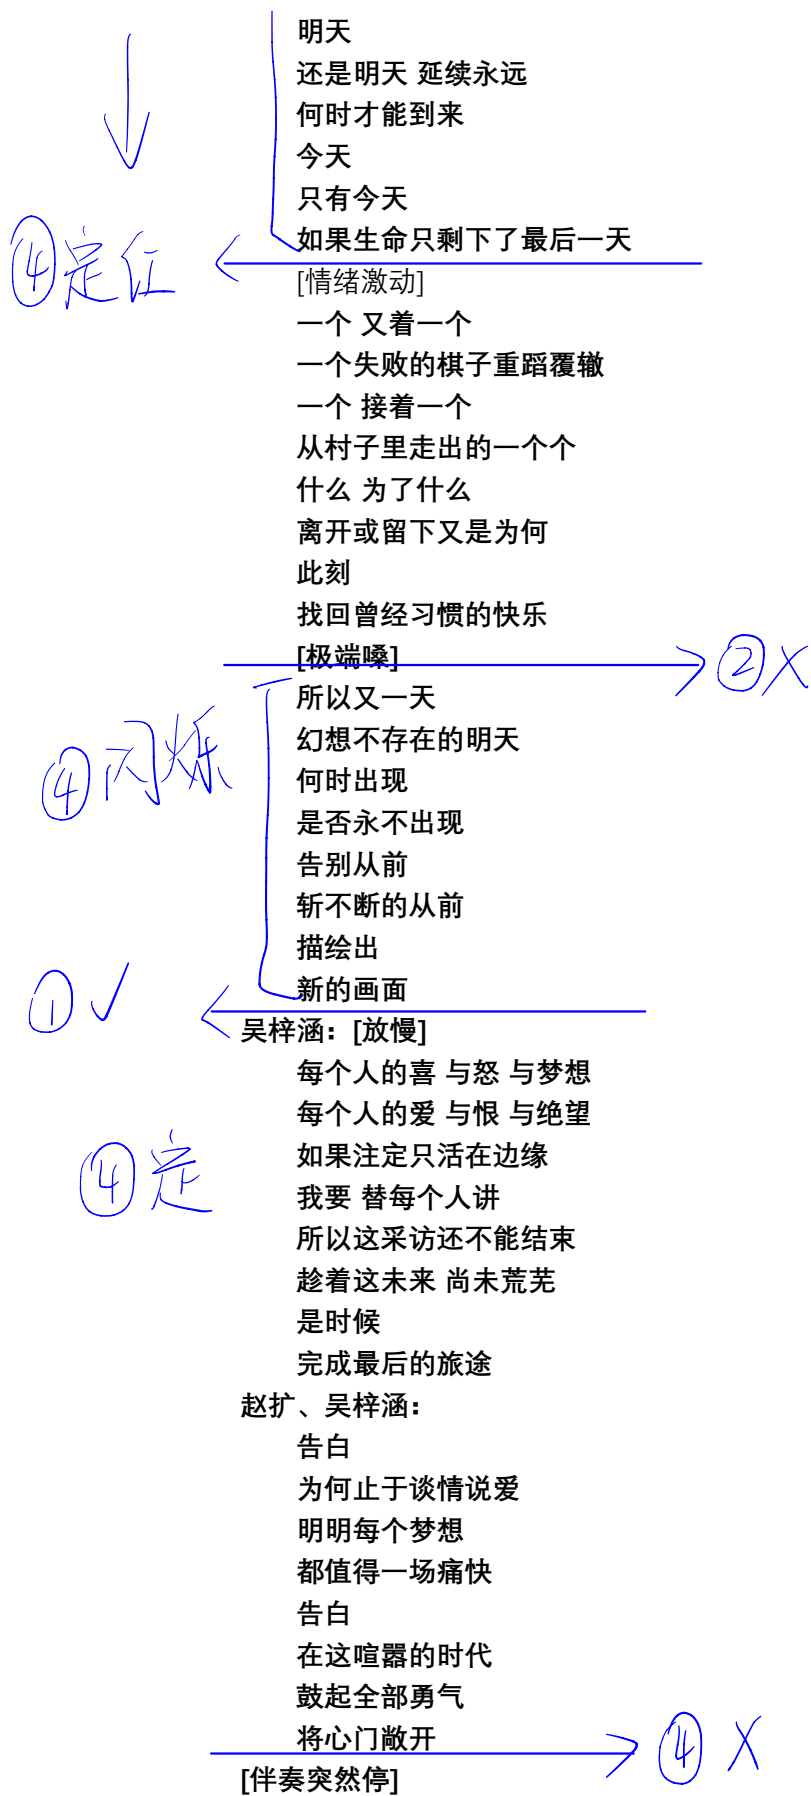 明天
还是明天 延续永远
何时才能到来
今天
只有今天
如果生命只剩下了最后一天
④定位
[情绪激动]
一个 又着一个
一个失败的棋子重蹈覆辙
一个 接着一个
从村子里走出的一个个
什么 为了什么
离开或留下又是为何
此刻
找回曾经习惯的快乐
[极端嗓]
②X
所以又一天
④闪烁
幻想不存在的明天
何时出现
是否永不出现
告别从前
斩不断的从前
描绘出
新的画面
①✓
吴梓涵：[放慢]
每个人的喜 与怒 与梦想
每个人的爱 与恨 与绝望
④定
如果注定只活在边缘
我要 替每个人讲
所以这采访还不能结束
趁着这未来 尚未荒芜
是时候
完成最后的旅途
赵扩、吴梓涵：
告白
为何止于谈情说爱
明明每个梦想
都值得一场痛快
告白
在这喧嚣的时代
鼓起全部勇气
将心门敞开
④X
[伴奏突然停]